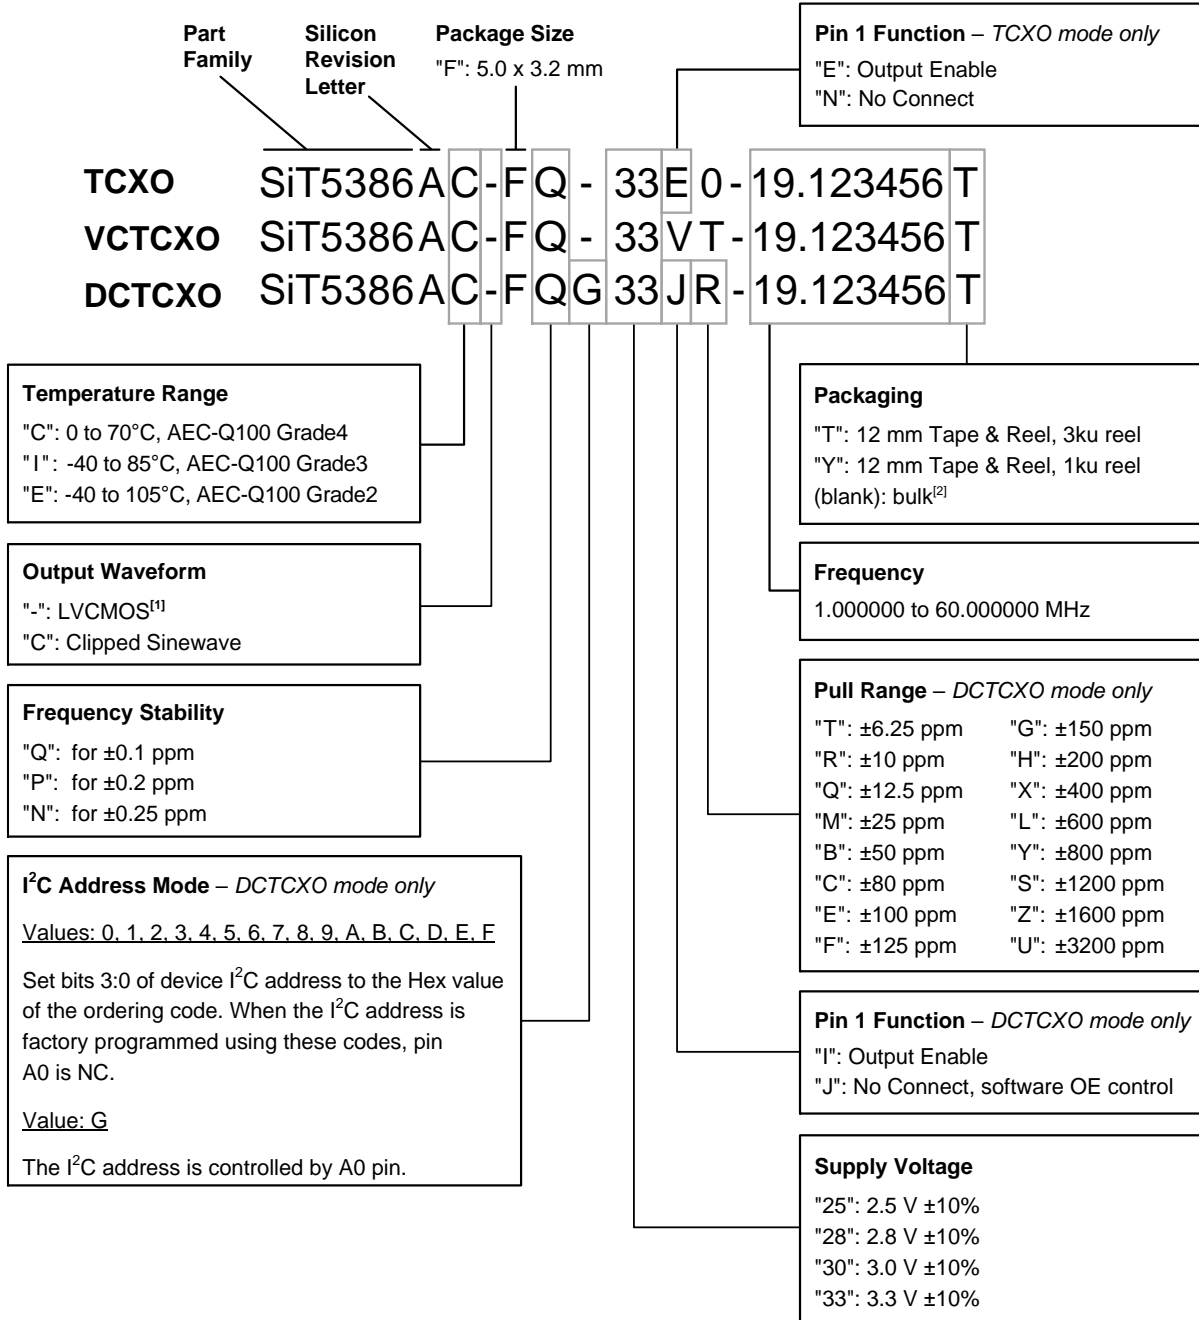 Part
Family
Silicon
Revision
Letter
Package Size
"F": 5.0 x 3.2 mm
Pin 1 Function – TCXO mode only
"E": Output Enable
"N": No Connect
TCXO SiT5386AC-FQ - 33E0-19.123456T
VCTCXO SiT5386AC-FQ - 33VT-19.123456T
DCTCXO SiT5386AC-FQG33JR-19.123456T
Temperature Range
"C": 0 to 70°C, AEC-Q100 Grade4
"I": -40 to 85°C, AEC-Q100 Grade3
"E": -40 to 105°C, AEC-Q100 Grade2
Output Waveform
"-": LVCMOS[1]
"C": Clipped Sinewave
Frequency Stability
"Q": for ±0.1 ppm
"P": for ±0.2 ppm
"N": for ±0.25 ppm
I²C Address Mode – DCTCXO mode only
Values: 0, 1, 2, 3, 4, 5, 6, 7, 8, 9, A, B, C, D, E, F
Set bits 3:0 of device I²C address to the Hex value
of the ordering code. When the I²C address is
factory programmed using these codes, pin
A0 is NC.
Value: G
The I²C address is controlled by A0 pin.
Packaging
"T": 12 mm Tape & Reel, 3ku reel
"Y": 12 mm Tape & Reel, 1ku reel
(blank): bulk[2]
Frequency
1.000000 to 60.000000 MHz
Pull Range – DCTCXO mode only
"T": ±6.25 ppm "G": ±150 ppm
"R": ±10 ppm "H": ±200 ppm
"Q": ±12.5 ppm "X": ±400 ppm
"M": ±25 ppm "L": ±600 ppm
"B": ±50 ppm "Y": ±800 ppm
"C": ±80 ppm "S": ±1200 ppm
"E": ±100 ppm "Z": ±1600 ppm
"F": ±125 ppm "U": ±3200 ppm
Pin 1 Function – DCTCXO mode only
"I": Output Enable
"J": No Connect, software OE control
Supply Voltage
"25": 2.5 V ±10%
"28": 2.8 V ±10%
"30": 3.0 V ±10%
"33": 3.3 V ±10%